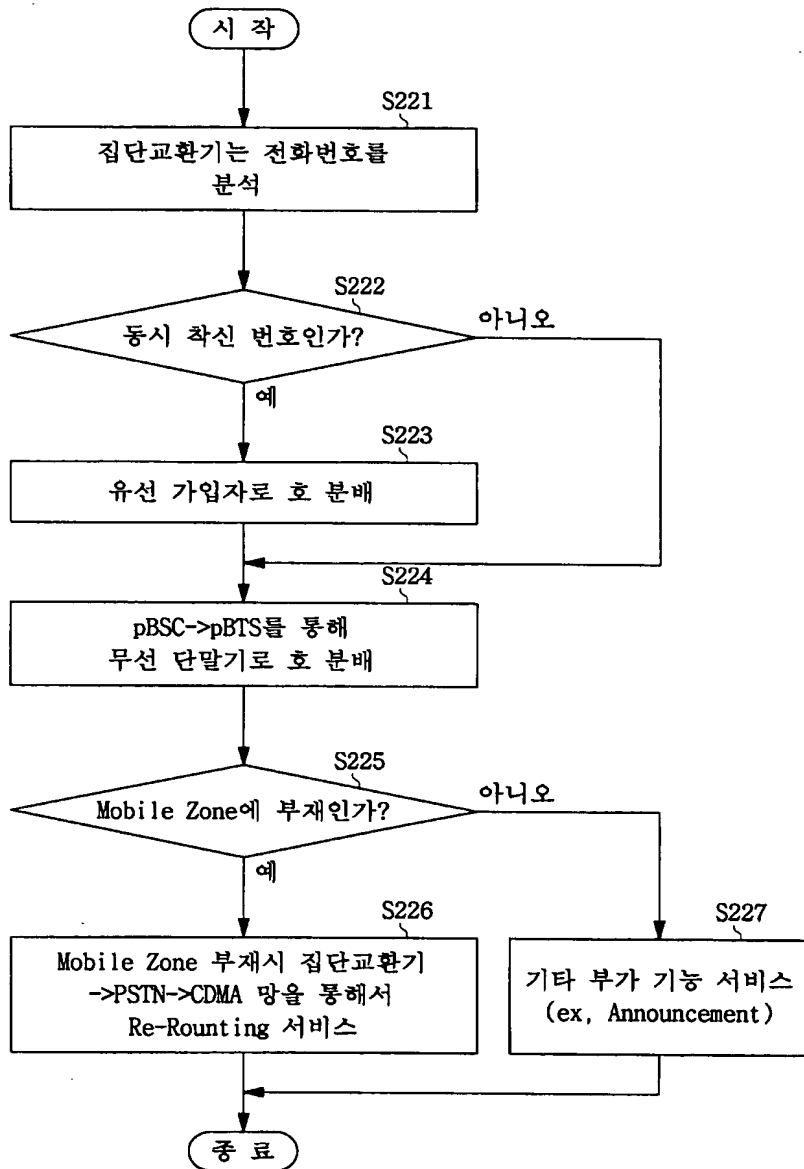 시 작
S221
집단교환기는 전화번호를
분석
S222
동시 착신 번호인가?
아니오
예
S223
유선 가입자로 호 분배
S224
pBSC->pBTS를 통해
무선 단말기로 호 분배
S225
Mobile Zone에 부재인가?
아니오
예
S226
Mobile Zone 부재시 집단교환기
->PSTN->CDMA 망을 통해서
Re-Rounting 서비스
S227
기타 부가 기능 서비스
(ex, Announcement)
종 료